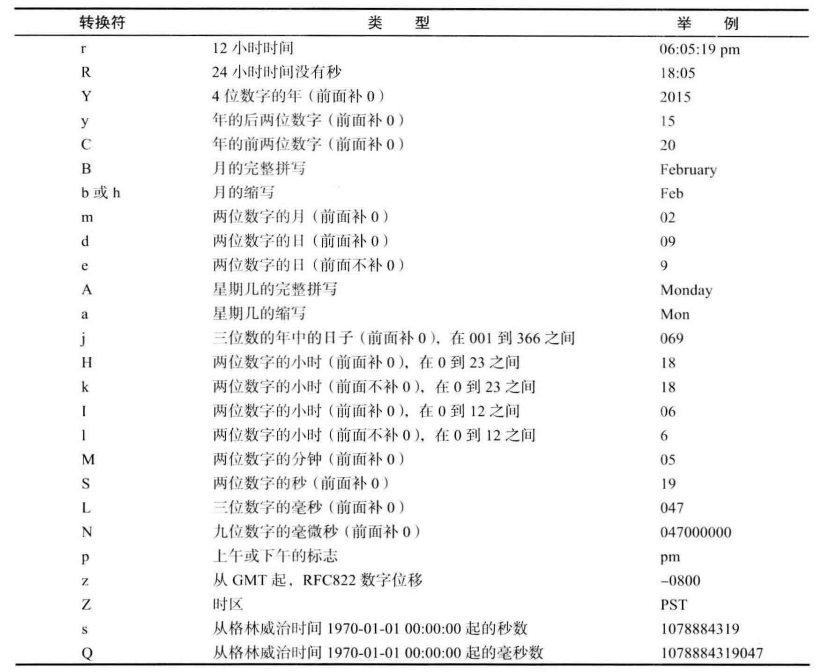 转换符 类 型 举 例
r 12 小时时间 06:05:19 pm
R 24 小时时间没有秒 18:05
Y 4 位数字的年（前面补 0） 2015
y 年的后两位数字（前面补 0） 15
C 年的前两位数字（前面补 0） 20
B 月的完整拼写 February
b 或 h 月的缩写 Feb
m 两位数字的月（前面补 0） 02
d 两位数字的日（前面补 0） 09
e 两位数字的日（前面不补 0） 9
A 星期几的完整拼写 Monday
a 星期几的缩写 Mon
j 三位数的年中的日子（前面补 0），在 001 到 366 之间 069
H 两位数字的小时（前面补 0），在 0 到 23 之间 18
k 两位数字的小时（前面不补 0），在 0 到 23 之间 18
I 两位数字的小时（前面补 0），在 0 到 12 之间 06
l 两位数字的小时（前面不补 0），在 0 到 12 之间 6
M 两位数字的分钟（前面补 0） 05
S 两位数字的秒（前面补 0） 19
L 三位数字的毫秒（前面补 0） 047
N 九位数字的毫微秒（前面补 0） 047000000
p 上午或下午的标志 pm
z 从 GMT 起，RFC822 数字位移 –0800
Z 时区 PST
s 从格林威治时间 1970-01-01 00:00:00 起的秒数 1078884319
Q 从格林威治时间 1970-01-01 00:00:00 起的毫秒数 1078884319047